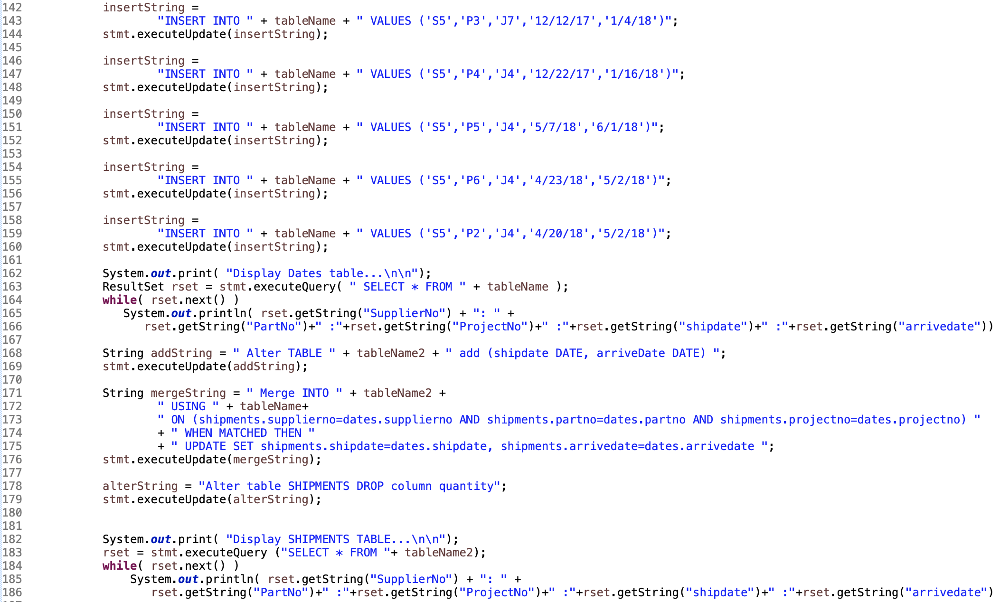 142 insertString =
143 "INSERT INTO " + tableName + " VALUES ('S5','P3','J7','12/12/17','1/4/18')";
144 stmt.executeUpdate(insertString);
145
146 insertString =
147 "INSERT INTO " + tableName + " VALUES ('S5','P4','J4','12/22/17','1/16/18')";
148 stmt.executeUpdate(insertString);
149
150 insertString =
151 "INSERT INTO " + tableName + " VALUES ('S5','P5','J4','5/7/18','6/1/18')";
152 stmt.executeUpdate(insertString);
153
154 insertString =
155 "INSERT INTO " + tableName + " VALUES ('S5','P6','J4','4/23/18','5/2/18')";
156 stmt.executeUpdate(insertString);
157
158 insertString =
159 "INSERT INTO " + tableName + " VALUES ('S5','P2','J4','4/20/18','5/2/18')";
160 stmt.executeUpdate(insertString);
161
162 System.out.print( "Display Dates table...\n\n");
163 ResultSet rset = stmt.executeQuery( " SELECT * FROM " + tableName );
164 while( rset.next() )
165 System.out.println( rset.getString("SupplierNo") + ": " +
166 rset.getString("PartNo")+" :"+rset.getString("ProjectNo")+" :"+rset.getString("shipdate")+" :"+rset.getString("arrivedate"))
167
168 String addString = " Alter TABLE " + tableName2 + " add (shipdate DATE, arriveDate DATE) ";
169 stmt.executeUpdate(addString);
170
171 String mergeString = " Merge INTO " + tableName2 +
172 " USING " + tableName+
173 " ON (shipments.supplierno=dates.supplierno AND shipments.partno=dates.partno AND shipments.projectno=dates.projectno) "
174 + " WHEN MATCHED THEN "
175 + " UPDATE SET shipments.shipdate=dates.shipdate, shipments.arrivedate=dates.arrivedate ";
176 stmt.executeUpdate(mergeString);
177
178 alterString = "Alter table SHIPMENTS DROP column quantity";
179 stmt.executeUpdate(alterString);
180
181
182 System.out.print( "Display SHIPMENTS TABLE...\n\n");
183 rset = stmt.executeQuery ("SELECT * FROM "+ tableName2);
184 while( rset.next() )
185 System.out.println( rset.getString("SupplierNo") + ": " +
186 rset.getString("PartNo")+" :"+rset.getString("ProjectNo")+" :"+rset.getString("shipdate")+" :"+rset.getString("arrivedate")